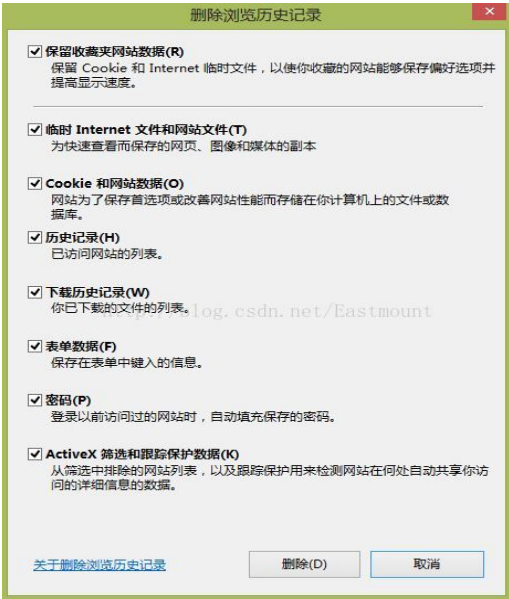 删除浏览历史记录
保留收藏夹网站数据(R)
保留 Cookie 和 Internet 临时文件，以使你收藏的网站能够保存偏好选项并
提高显示速度。
临时 Internet 文件和网站文件(T)
为快速查看而保存的网页、图像和媒体的副本
Cookie 和网站数据(O)
网站为了保存首选项或改善网站性能而存储在你计算机上的文件或数
据库。
历史记录(H)
已访问网站的列表。
下载历史记录(W)
你已下载的文件的列表。
http://blog.csdn.net/Eastmount
表单数据(F)
保存在表单中键入的信息。
密码(P)
登录以前访问过的网站时，自动填充保存的密码。
ActiveX 筛选和跟踪保护数据(K)
从筛选中排除的网站列表，以及跟踪保护用来检测网站在何处自动共享你访
问的详细信息的数据。
关于删除浏览历史记录
删除(D)
取消